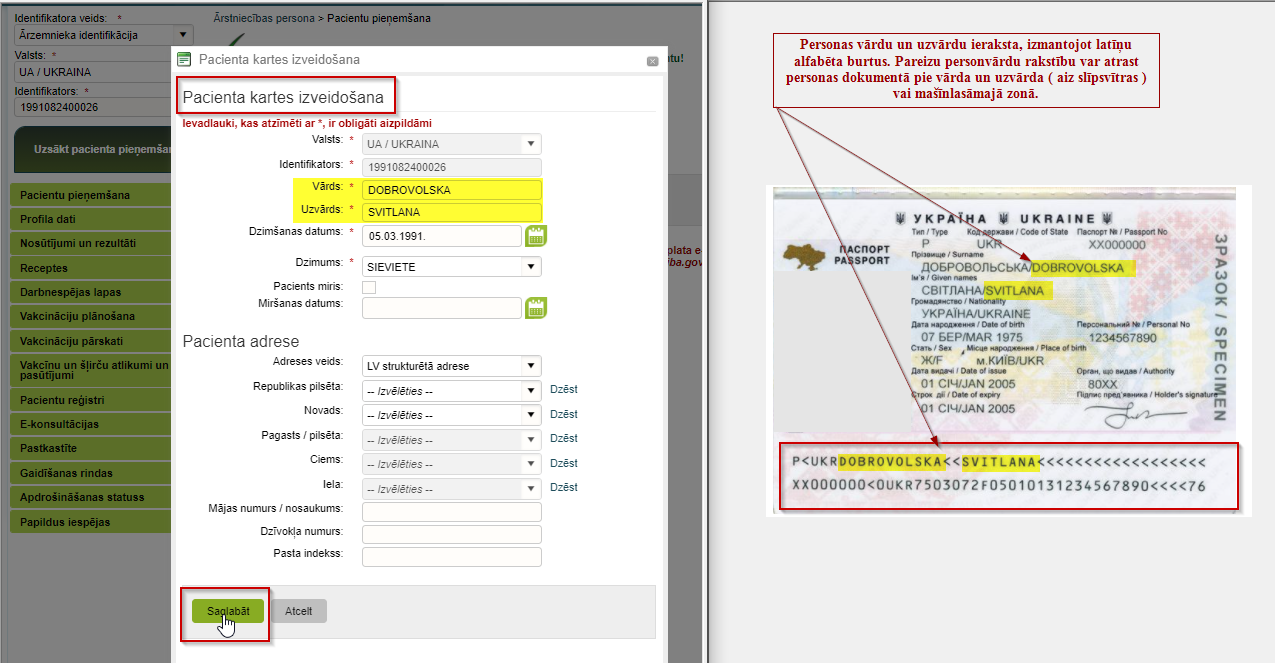 Identifikatora veids: *
Ārzemnieka identifikācija
Valsts: *
UA / UKRAINA
Identifikators: *
1991082400026
Uzsākt pacienta pieņemšan
Pacientu pieņemšana
Profila dati
Nosūtījumi un rezultāti
Receptes
Darbnespējas lapas
Vakcināciju plānošana
Vakcināciju pārskati
Vakcīnu un šļirču atlikumi un
pasūtījumi
Pacientu reģistri
E-konsultācijas
Pastkastīte
Gaidīšanas rindas
Apdrošināšanas statuss
Papildus iespējas
Ārstniecības persona > Pacientu pieņemšana
tu!
plata e-
iba.gov
Pacienta kartes izveidošana
Pacienta kartes izveidošana
Ievadlauki, kas atzīmēti ar *, ir obligāti aizpildāmi
Valsts: * UA / UKRAINA
Identifikators: * 1991082400026
Vārds: * DOBROVOLSKA
Uzvārds: * SVITLANA
Dzimšanas datums: * 05.03.1991.
Dzimums: * SIEVIETE
Pacients miris:
Miršanas datums:
Pacientā adrese
Adreses veids: LV strukturētā adrese
Republikas pilsēta: -- Izvēlēties -- Dzēst
Novads: -- Izvēlēties -- Dzēst
Pagasts / pilsēta: -- Izvēlēties -- Dzēst
Ciems: -- Izvēlēties -- Dzēst
Iela: -- Izvēlēties -- Dzēst
Mājas numurs / nosaukums:
Dzīvokļa numurs:
Pasta indekss:
Saglabāt Atcelt
Personas vārdu un uzvārdu ieraksta, izmantojot latīņu
alfabēta burtus. Pareizu personvārdu rakstību var atrast
personas dokumentā pie vārda un uzvārda ( aiz slīpsvītras )
vai mašīnlasāmajā zonā.
УКРАЇНА UKRAINE
Тип / Type Код держави / Code of State Паспорт № / Passport No
P UKR XX000000
ПАСПОРТ
PASSPORT
Прізвище / Surname
ДОБРОВОЛЬСЬКА/DOBROVOLSKA
Ім'я / Given names
СВІТЛАНА/SVITLANA
Громадянство / Nationality
УКРАЇНА/UKRAINE
Дата народження / Date of birth Персональний № / Personal No
07 БЕР/MAR 1975 1234567890
Стать / Sex Місце народження / Place of birth
Ж/F м.КИЇВ/UKR
Дата видачі / Date of issue Орган, що видав / Authority
01 СІЧ/JAN 2005 80XX
Строк дії / Date of expiry Підпис пред'явника / Holder's signature
01 СІЧ/JAN 2005
ЗРАЗОК / SPECIMEN
P<UKRDOBROVOLSKA<<SVITLANA<<<<<<<<<<<<<<<<<<
XX000000<0UKR7503072F05010131234567890<<<<76